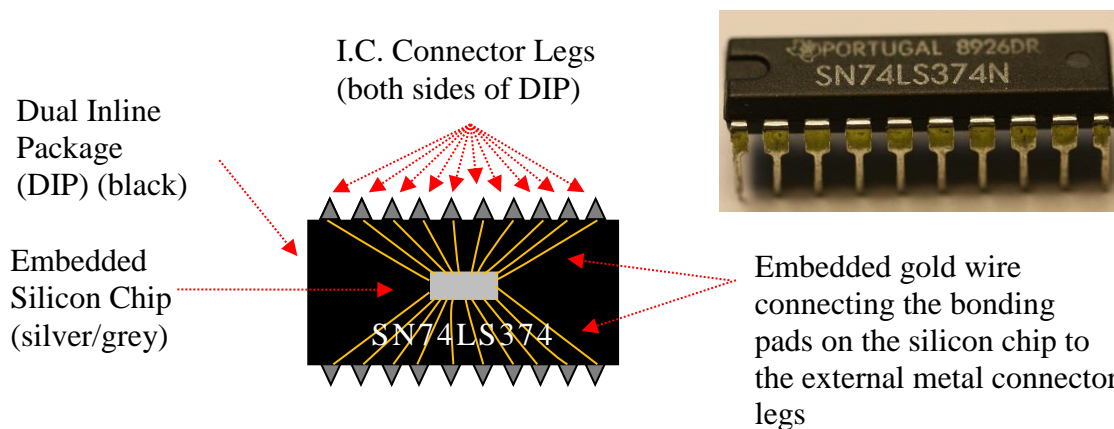 I.C. Connector Legs
(both sides of DIP)
PORTUGAL 8926DR
SN74LS374N
Dual Inline
Package
(DIP) (black)
Embedded
Silicon Chip
(silver/grey)
SN74LS374
Embedded gold wire
connecting the bonding
pads on the silicon chip to
the external metal connector
legs